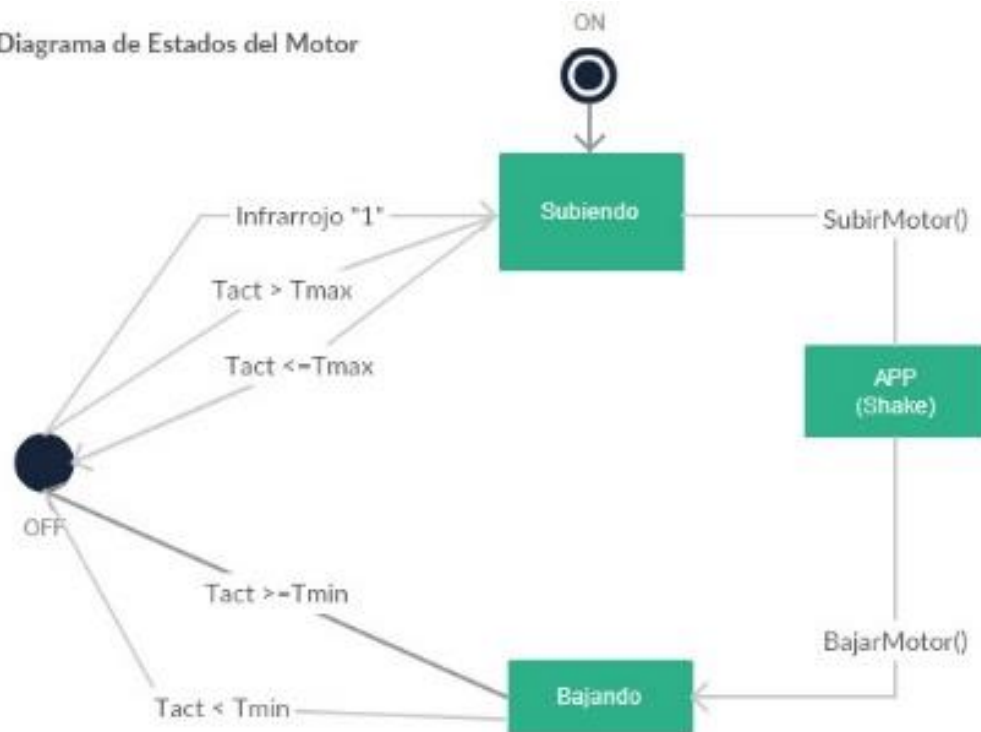 Diagrama de Estados del Motor
ON
Subiendo
Infrarrojo "1"
SubirMotor()
Tact > Tmax
Tact <=Tmax
APP
(Shake)
OFF
Tact >=Tmin
BajarMotor()
Bajando
Tact < Tmin